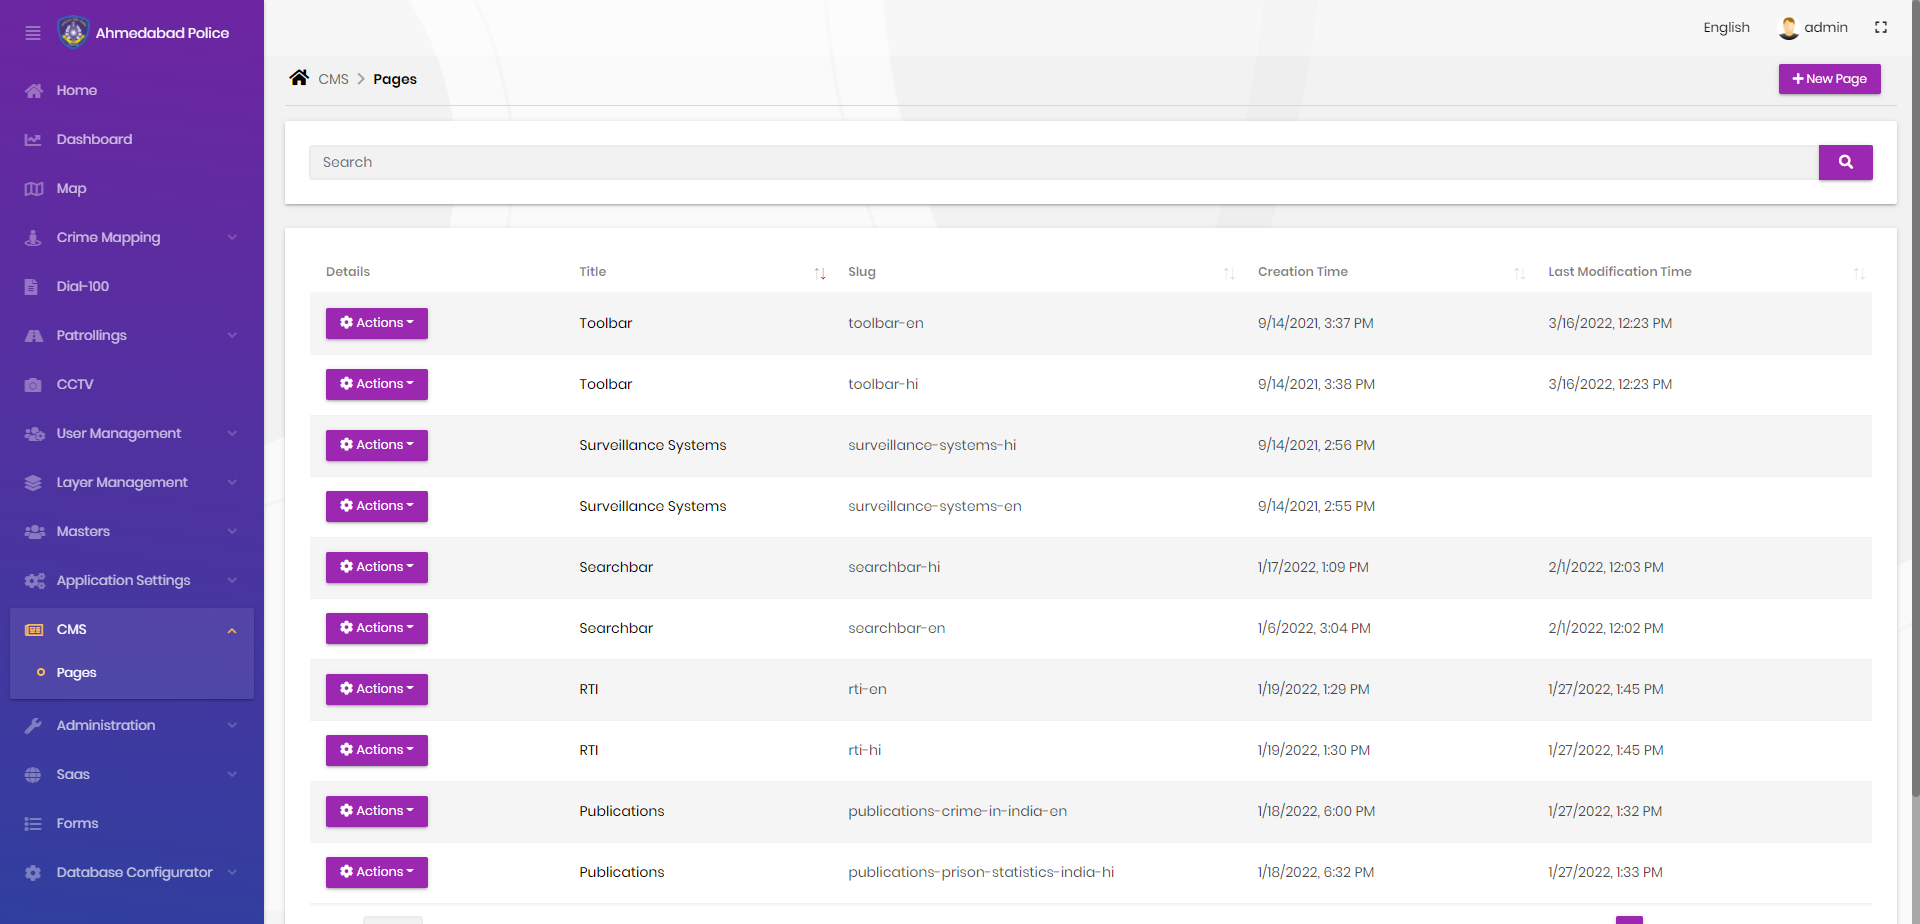 Ahmedabad Police
Home
Dashboard
Map
Crime Mapping
Dial-100
Patrollings
CCTV
User Management
Layer Management
Masters
Application Settings
CMS
Pages
Administration
Saas
Forms
Database Configurator
English
admin
CMS > Pages
New Page
Search
Details Title Slug Creation Time Last Modification Time
Actions Toolbar toolbar-en 9/14/2021, 3:37 PM 3/16/2022, 12:23 PM
Actions Toolbar toolbar-hi 9/14/2021, 3:38 PM 3/16/2022, 12:23 PM
Actions Surveillance Systems surveillance-systems-hi 9/14/2021, 2:56 PM
Actions Surveillance Systems surveillance-systems-en 9/14/2021, 2:55 PM
Actions Searchbar searchbar-hi 1/17/2022, 1:09 PM 2/1/2022, 12:03 PM
Actions Searchbar searchbar-en 1/6/2022, 3:04 PM 2/1/2022, 12:02 PM
Actions RTI rti-en 1/19/2022, 1:29 PM 1/27/2022, 1:45 PM
Actions RTI rti-hi 1/19/2022, 1:30 PM 1/27/2022, 1:45 PM
Actions Publications publications-crime-in-india-en 1/18/2022, 6:00 PM 1/27/2022, 1:32 PM
Actions Publications publications-prison-statistics-india-hi 1/18/2022, 6:32 PM 1/27/2022, 1:33 PM